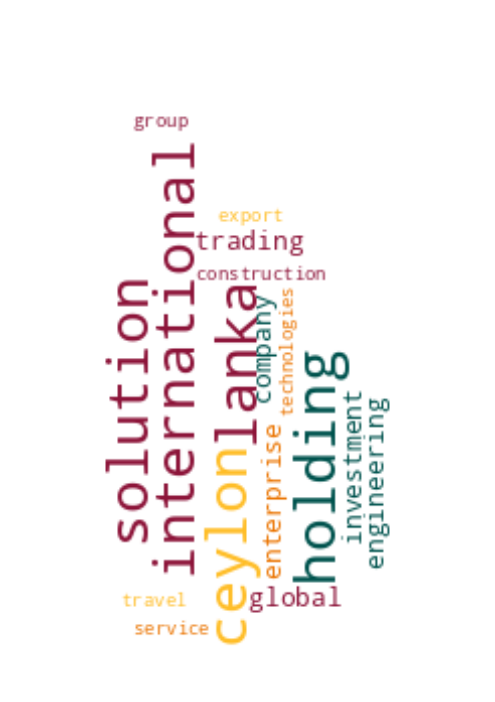 group
international
export
trading
construction
solution
lanka
company
technologies
holding
investment
engineering
enterprise
ceylon
global
travel
service